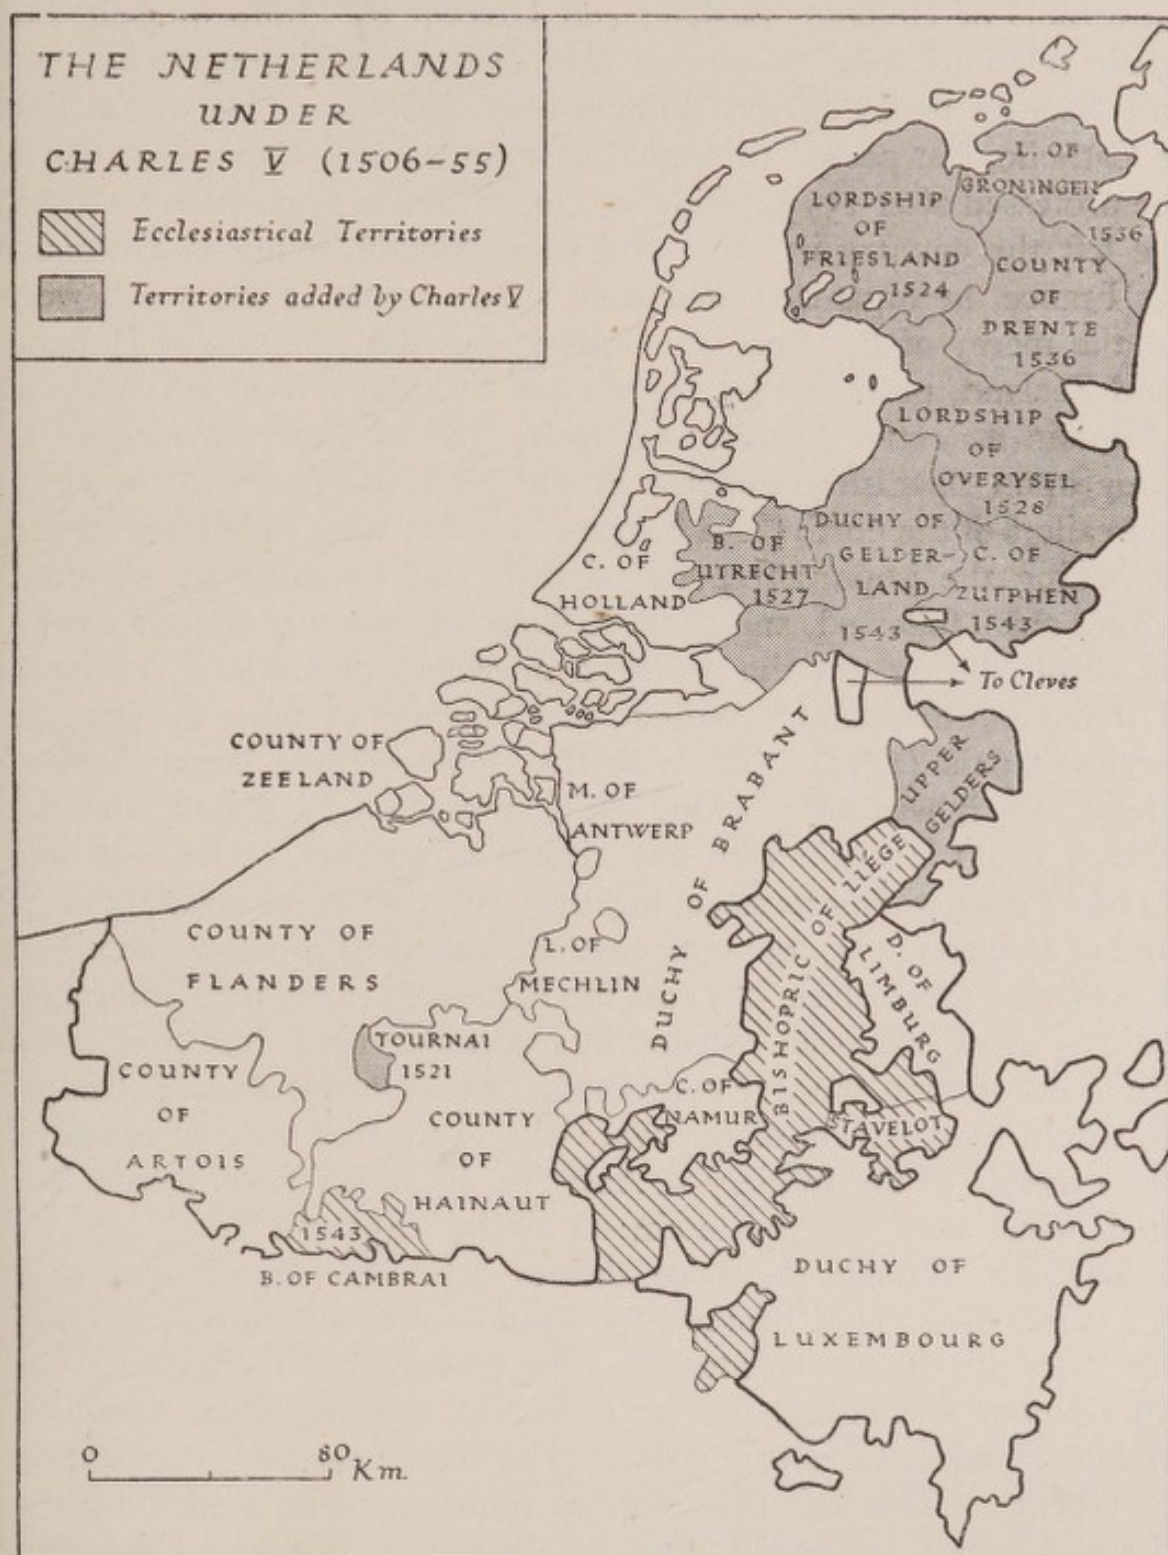 THE NETHERLANDS
UNDER
CHARLES V (1506-55)
Ecclesiastical Territories
Territories added by Charles V
L. OF
GRONINGEN
1536
LORDSHIP
OF
FRIESLAND
1524
COUNTY
OF
DRENTE
1536
LORDSHIP
OF
OVERYSEL
1528
DUCHY OF
GELDER-
LAND
1543
C. OF
ZUTPHEN
1543
B. OF
UTRECHT
1527
C. OF
HOLLAND
To Cleves
COUNTY OF
ZEELAND
M. OF
ANTWERP
DUCHY OF BRABANT
UPPER
GELDERS
BISHOPRIC OF LIÉGE
COUNTY OF
FLANDERS
L. OF
MECHLIN
D. OF
LIMBURG
TOURNAI
1521
COUNTY
OF
ARTOIS
COUNTY
OF
HAINAUT
C. OF
NAMUR
STAVELOT
1543
B. OF CAMBRAI
DUCHY OF
LUXEMBOURG
0 80 Km.